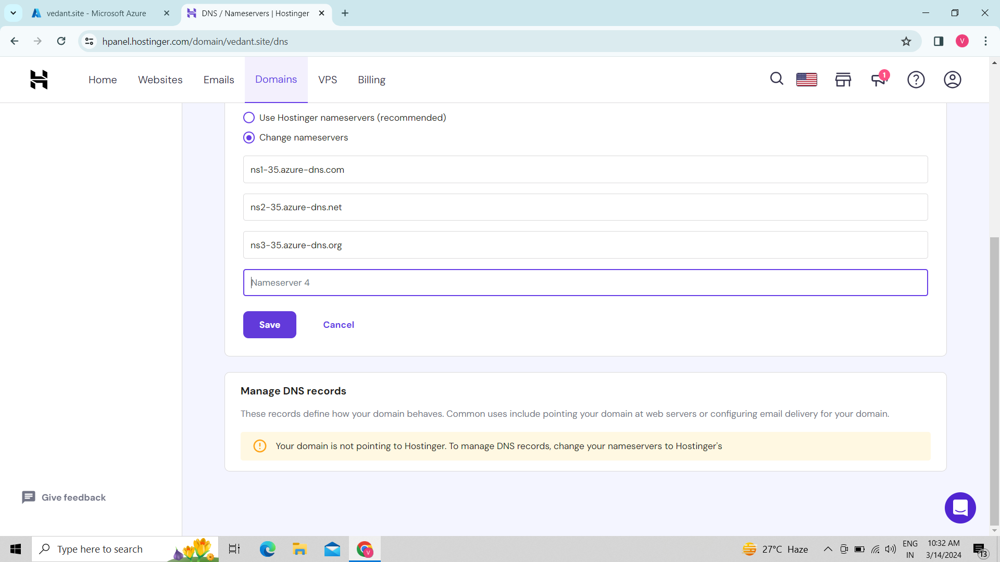 vedant.site - Microsoft Azure
DNS / Nameservers | Hostinger
hpanel.hostinger.com/domain/vedant.site/dns
V
Home
Websites
Emails
Domains
VPS
Billing
1
Use Hostinger nameservers (recommended)
Change nameservers
ns1-35.azure-dns.com
ns2-35.azure-dns.net
ns3-35.azure-dns.org
Nameserver 4
Save
Cancel
Manage DNS records
These records define how your domain behaves. Common uses include pointing your domain at web servers or configuring email delivery for your domain.
Your domain is not pointing to Hostinger. To manage DNS records, change your nameservers to Hostinger's
Give feedback
Type here to search
V
27°C Haze
ENG
IN
10:32 AM
3/14/2024
13